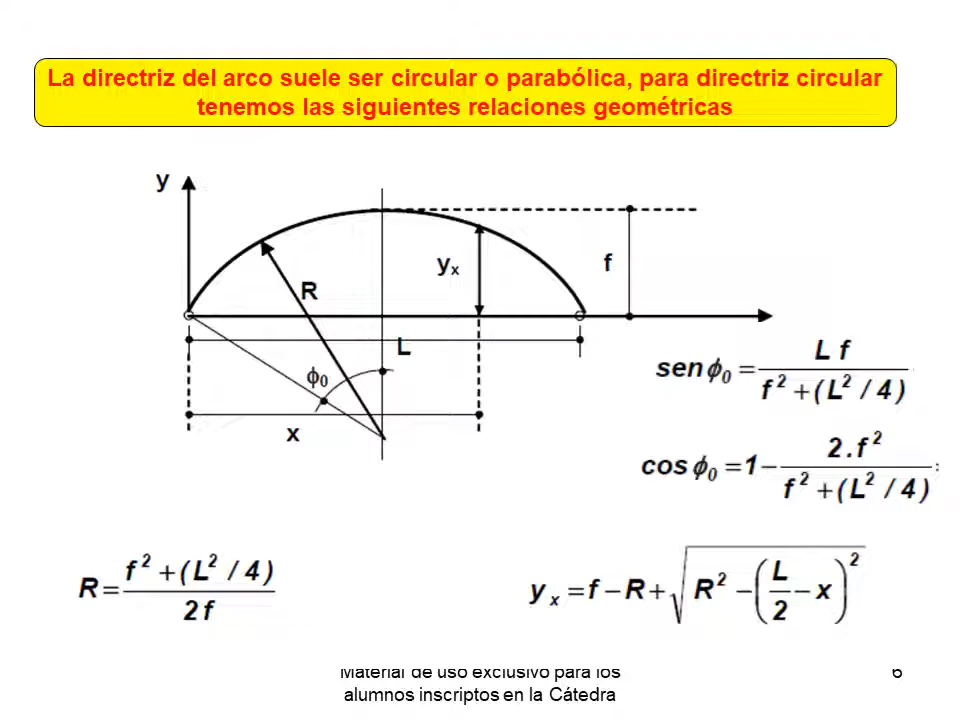 La directriz del arco suele ser circular o parabólica, para directriz circular
tenemos las siguientes relaciones geométricas
y
yₓ
f
R
L
ϕ₀
x
sen ϕ₀ = L f / (f² + (L² / 4))
cos ϕ₀ = 1 − 2.f² / (f² + (L² / 4)) :
R = (f² + (L² / 4)) / 2 f
yₓ = f − R + √(R² − (L/2 − x)²)
Material de uso exclusivo para los
alumnos inscriptos en la Cátedra
6